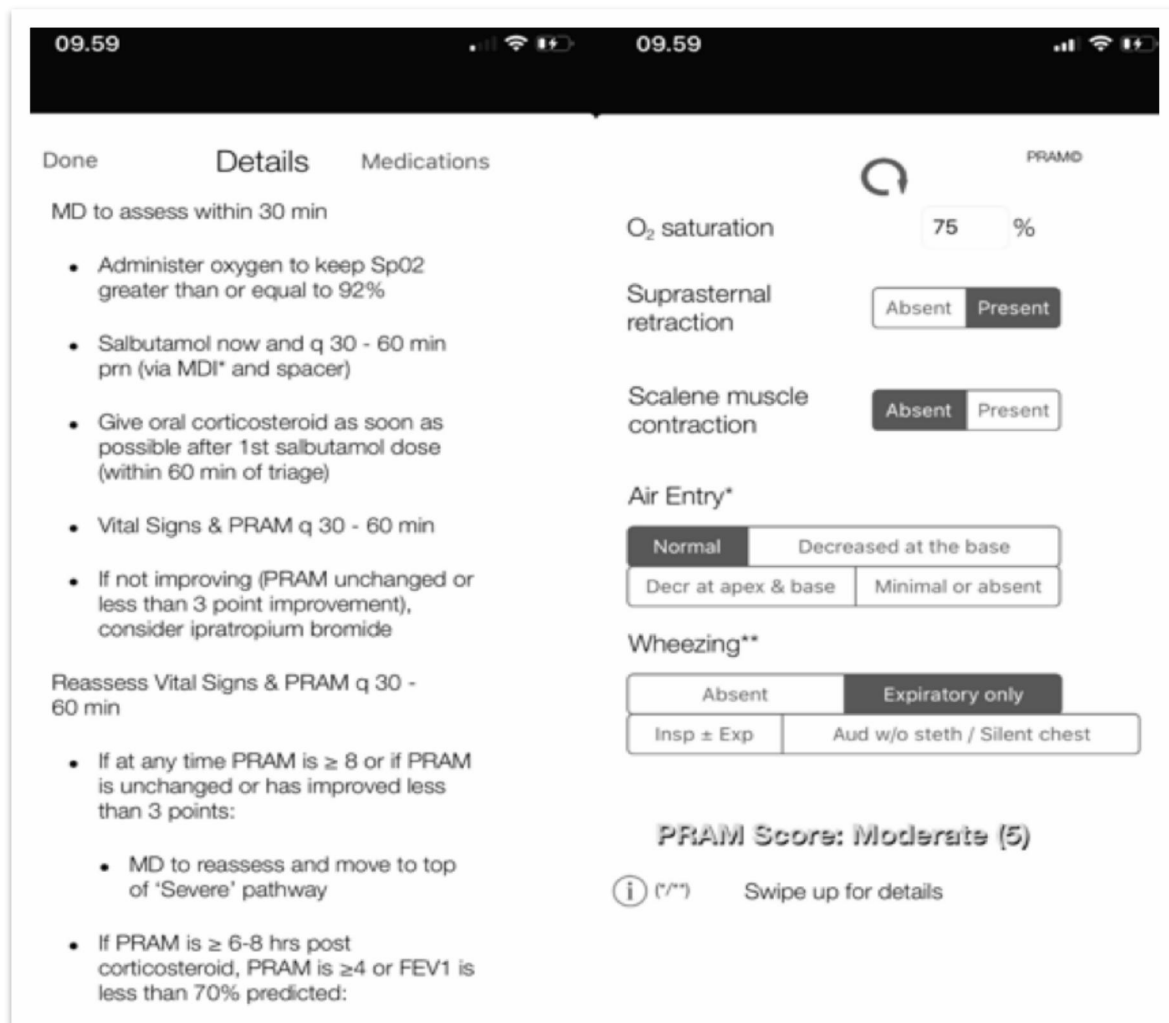 09.59
Done Details Medications
MD to assess within 30 min
• Administer oxygen to keep Sp02
greater than or equal to 92%
• Salbutamol now and q 30 - 60 min
prn (via MDI* and spacer)
• Give oral corticosteroid as soon as
possible after 1st salbutamol dose
(within 60 min of triage)
• Vital Signs & PRAM q 30 - 60 min
• If not improving (PRAM unchanged or
less than 3 point improvement),
consider ipratropium bromide
Reassess Vital Signs & PRAM q 30 -
60 min
• If at any time PRAM is ≥ 8 or if PRAM
is unchanged or has improved less
than 3 points:
• MD to reassess and move to top
of 'Severe' pathway
• If PRAM is ≥ 6-8 hrs post
corticosteroid, PRAM is ≥4 or FEV1 is
less than 70% predicted:
09.59
PRAM©
O₂ saturation 75 %
Suprasternal
retraction
Absent Present
Scalene muscle
contraction
Absent Present
Air Entry*
Normal Decreased at the base
Decr at apex & base Minimal or absent
Wheezing**
Absent Expiratory only
Insp ± Exp Aud w/o steth / Silent chest
PRAM Score: Moderate (5)
i (*/**) Swipe up for details